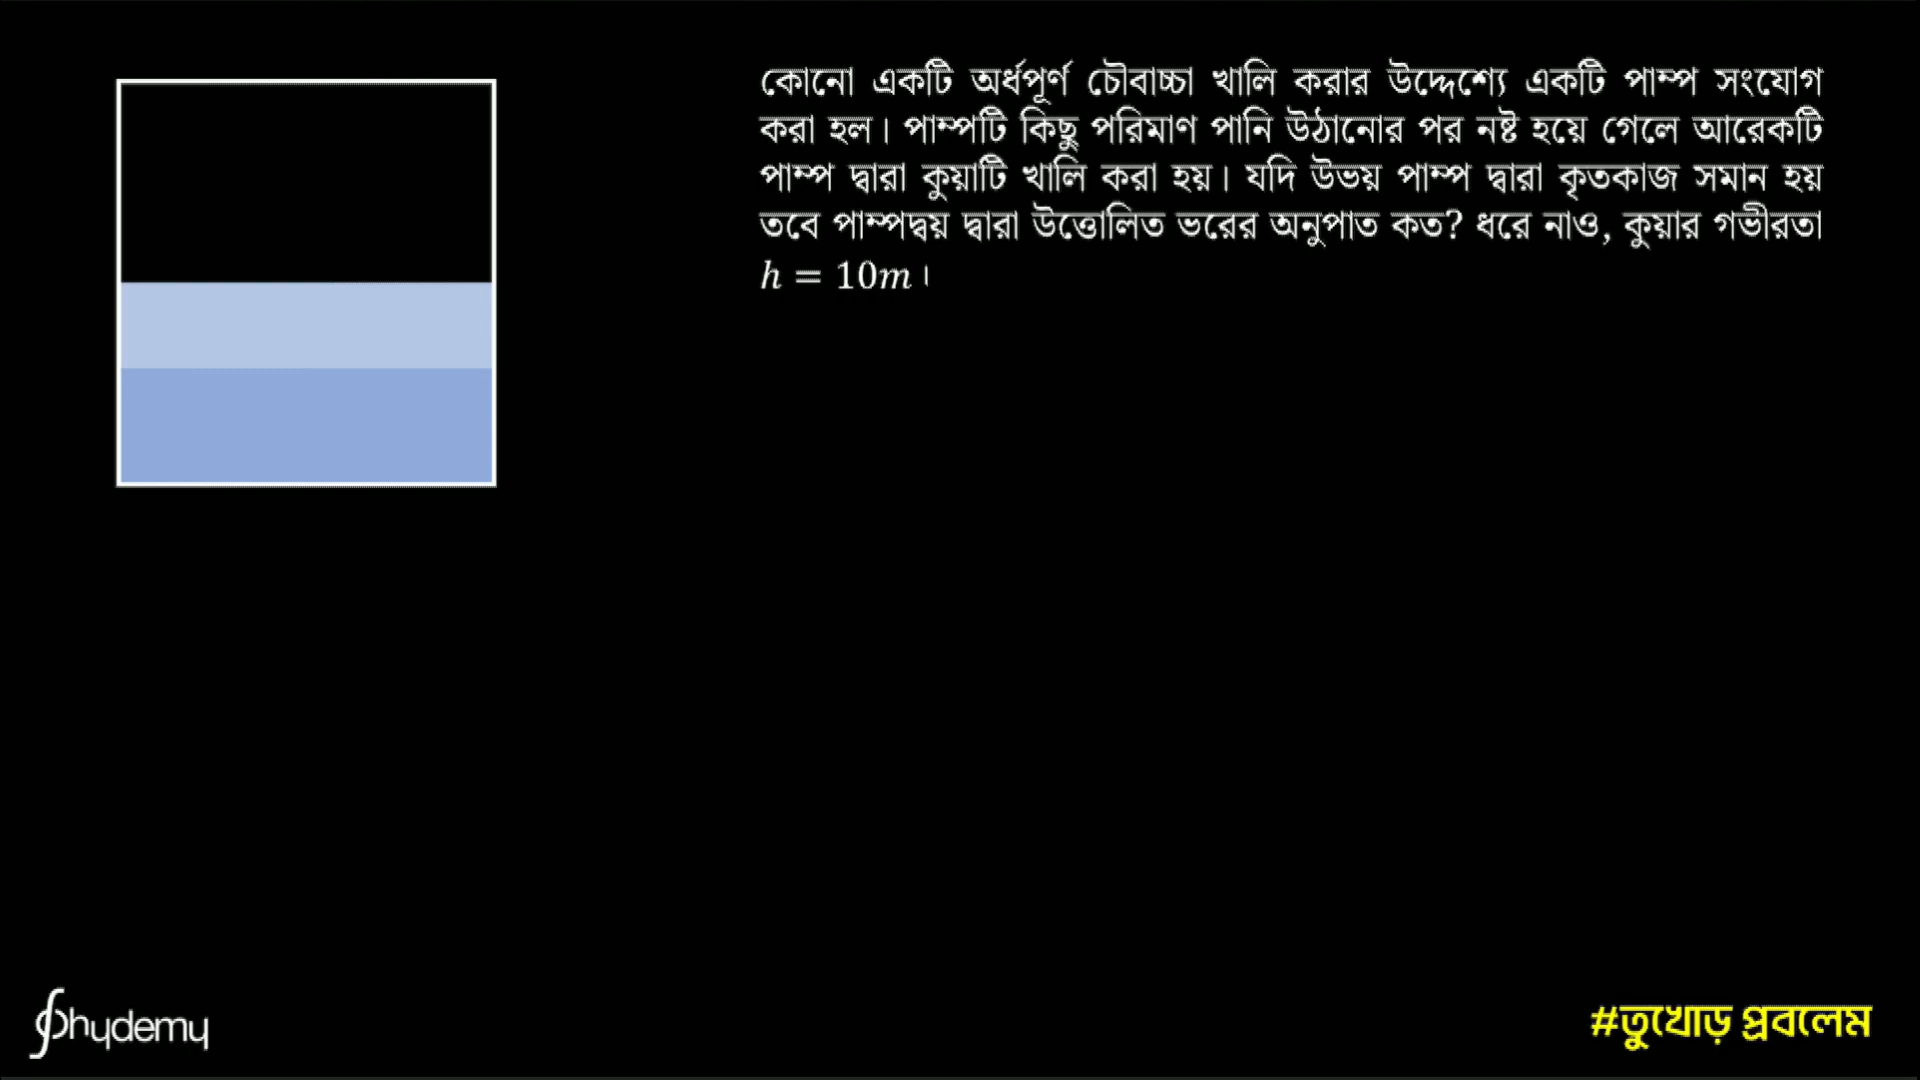 কোনো একটি অর্ধপূর্ণ চৌবাচ্চা খালি করার উদ্দেশ্যে একটি পাম্প সংযোগ
করা হল। পাম্পটি কিছু পরিমাণ পানি উঠানোর পর নষ্ট হয়ে গেলে আরেকটি
পাম্প দ্বারা কুয়াটি খালি করা হয়। যদি উভয় পাম্প দ্বারা কৃতকাজ সমান হয়
তবে পাম্পদ্বয় দ্বারা উত্তোলিত ভরের অনুপাত কত? ধরে নাও, কুয়ার গভীরতা
h = 10m।
Phydemy
#তুখোড় প্রবলেম